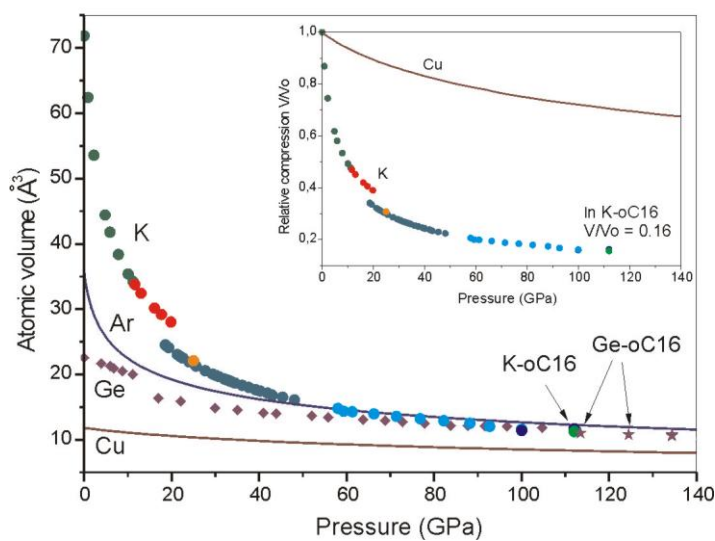 70
60
50
40
30
20
10
Atomic volume (Å³)
0
20
40
60
80
100
120
140
Pressure (GPa)
K
Ar
Ge
Cu
K-oC16
Ge-oC16
1,0
0,8
0,6
0,4
0,2
Relative compression V/Vo
0
20
40
60
80
100
120
140
Pressure (GPa)
Cu
K
In K-oC16
V/Vo = 0.16